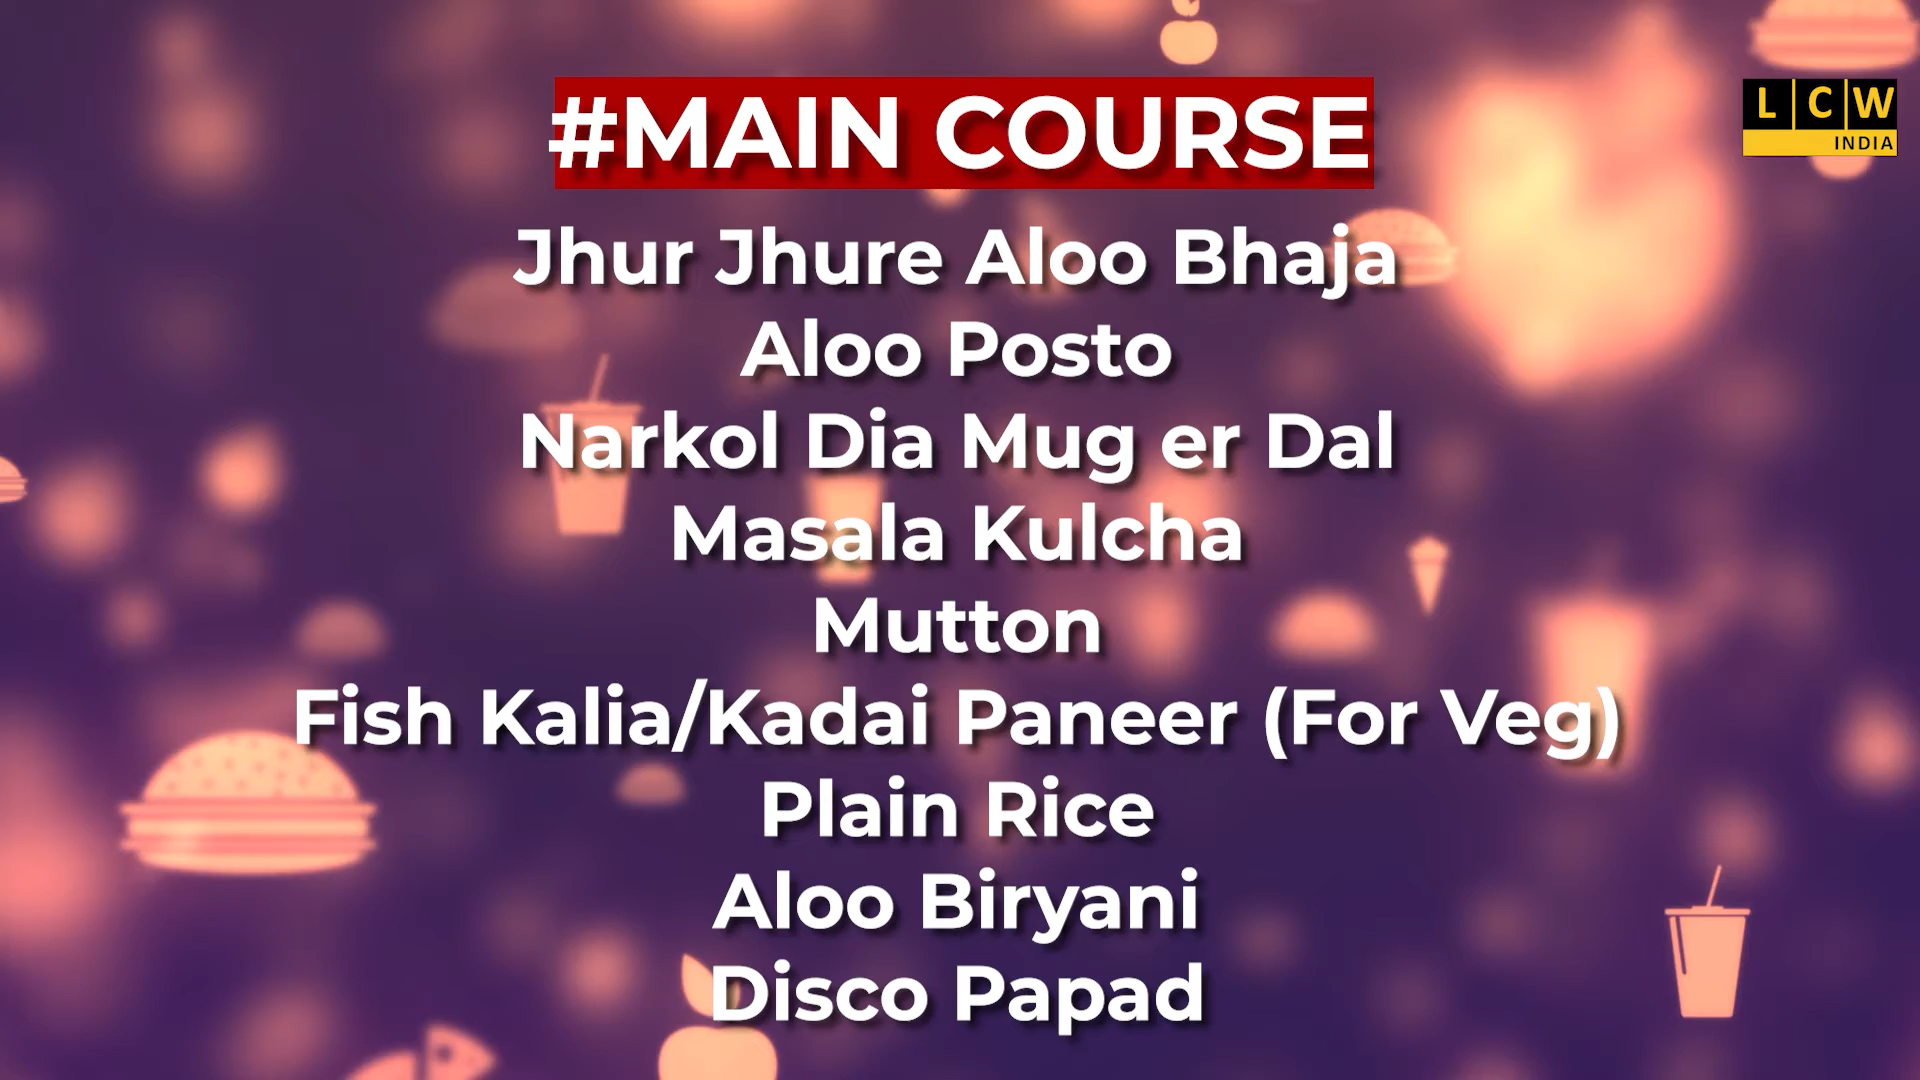 #MAIN COURSE
L C W
INDIA
Jhur Jhure Aloo Bhaja
Aloo Posto
Narkol Dia Mug er Dal
Masala Kulcha
Mutton
Fish Kalia/Kadai Paneer (For Veg)
Plain Rice
Aloo Biryani
Disco Papad